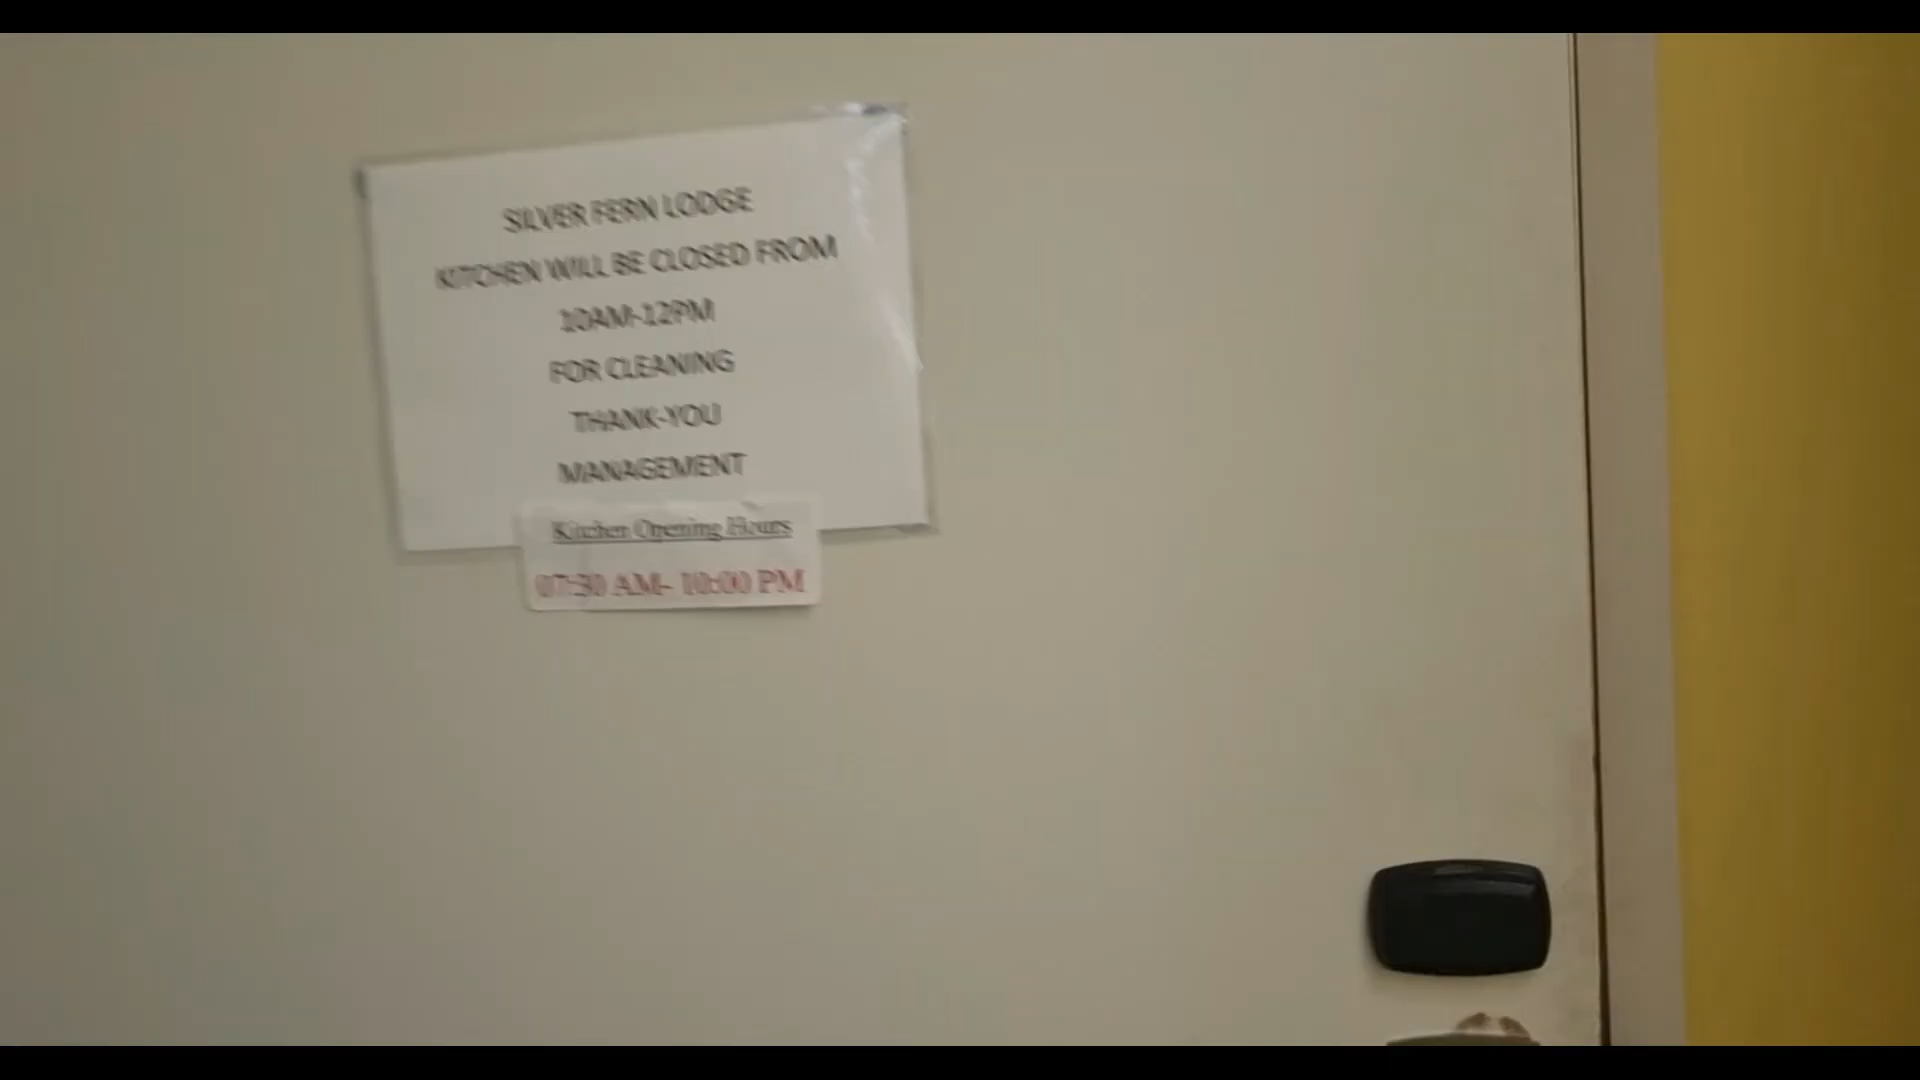 SILVER FERN LODGE
KITCHEN WILL BE CLOSED FROM
10AM-12PM
FOR CLEANING
THANK-YOU
MANAGEMENT
Kitchen Opening Hours
07:30 AM- 10:00 PM